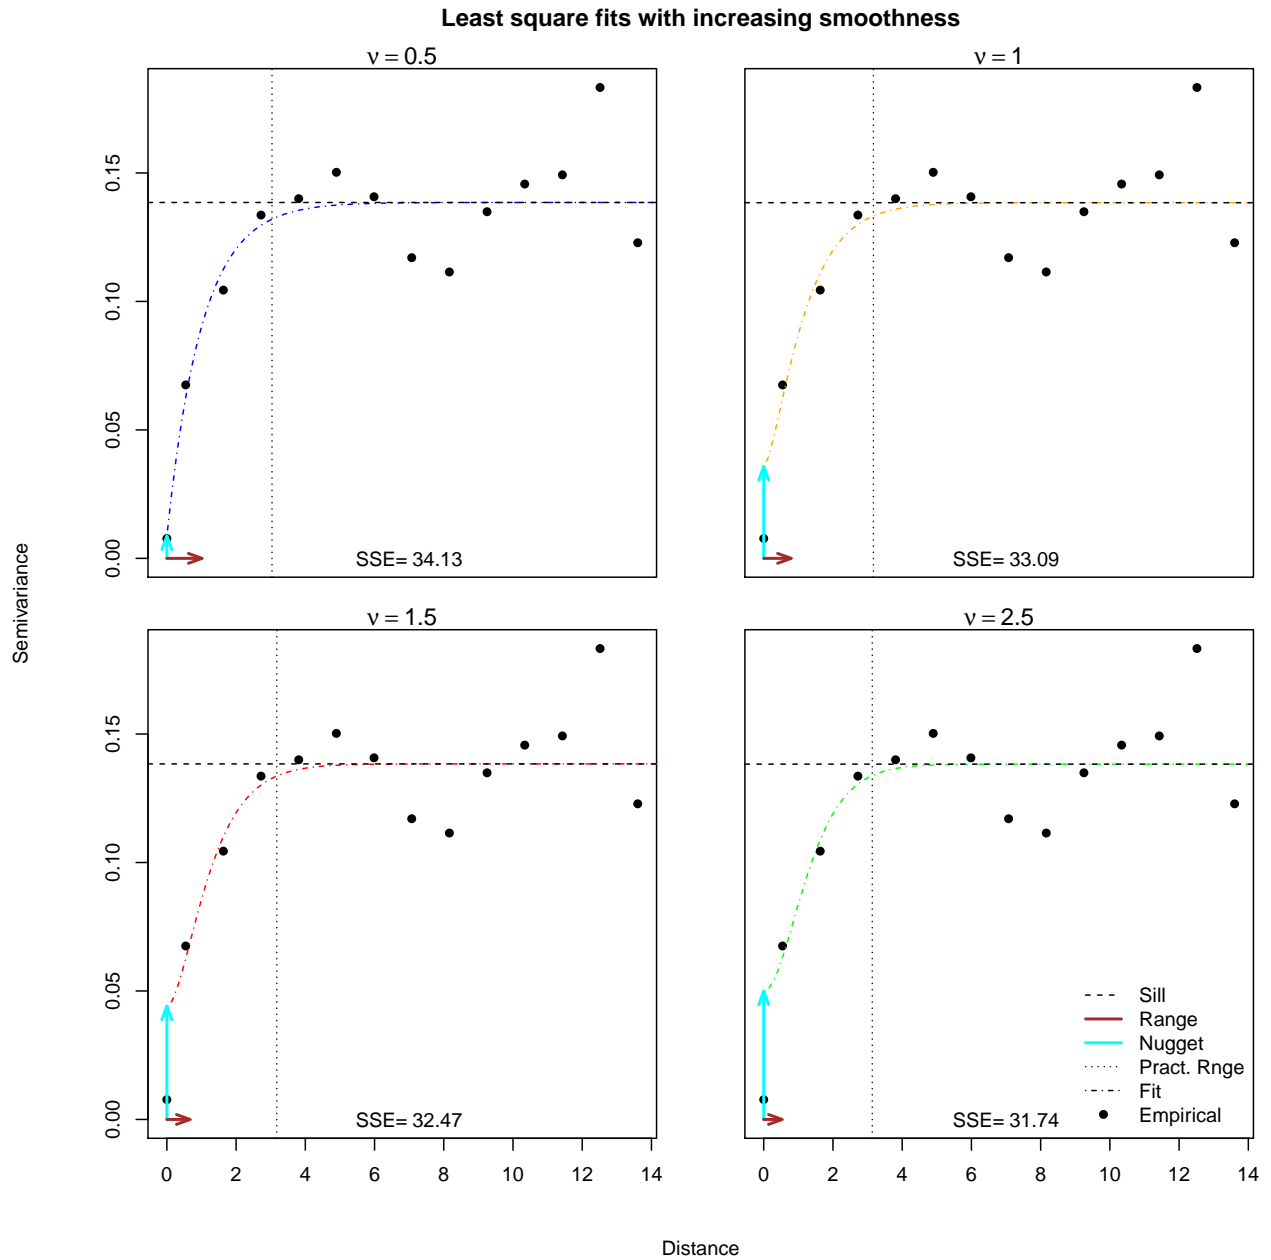 Least square fits with increasing smoothness
ν = 0.5
ν = 1
0.15
0.10
0.05
0.00
SSE= 34.13
SSE= 33.09
Semivariance
ν = 1.5
ν = 2.5
0.15
0.10
0.05
0.00
Sill
Range
Nugget
Pract. Rnge
Fit
Empirical
SSE= 32.47
SSE= 31.74
0 2 4 6 8 10 12 14
0 2 4 6 8 10 12 14
Distance